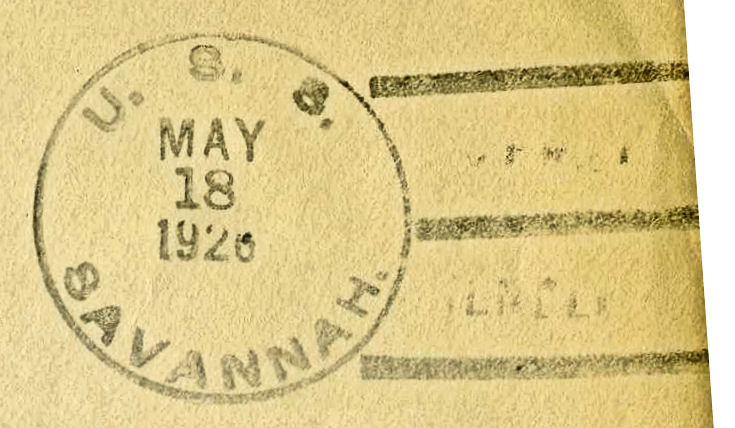 U. S. S.
MAY
18
1926
SAVANNAH.